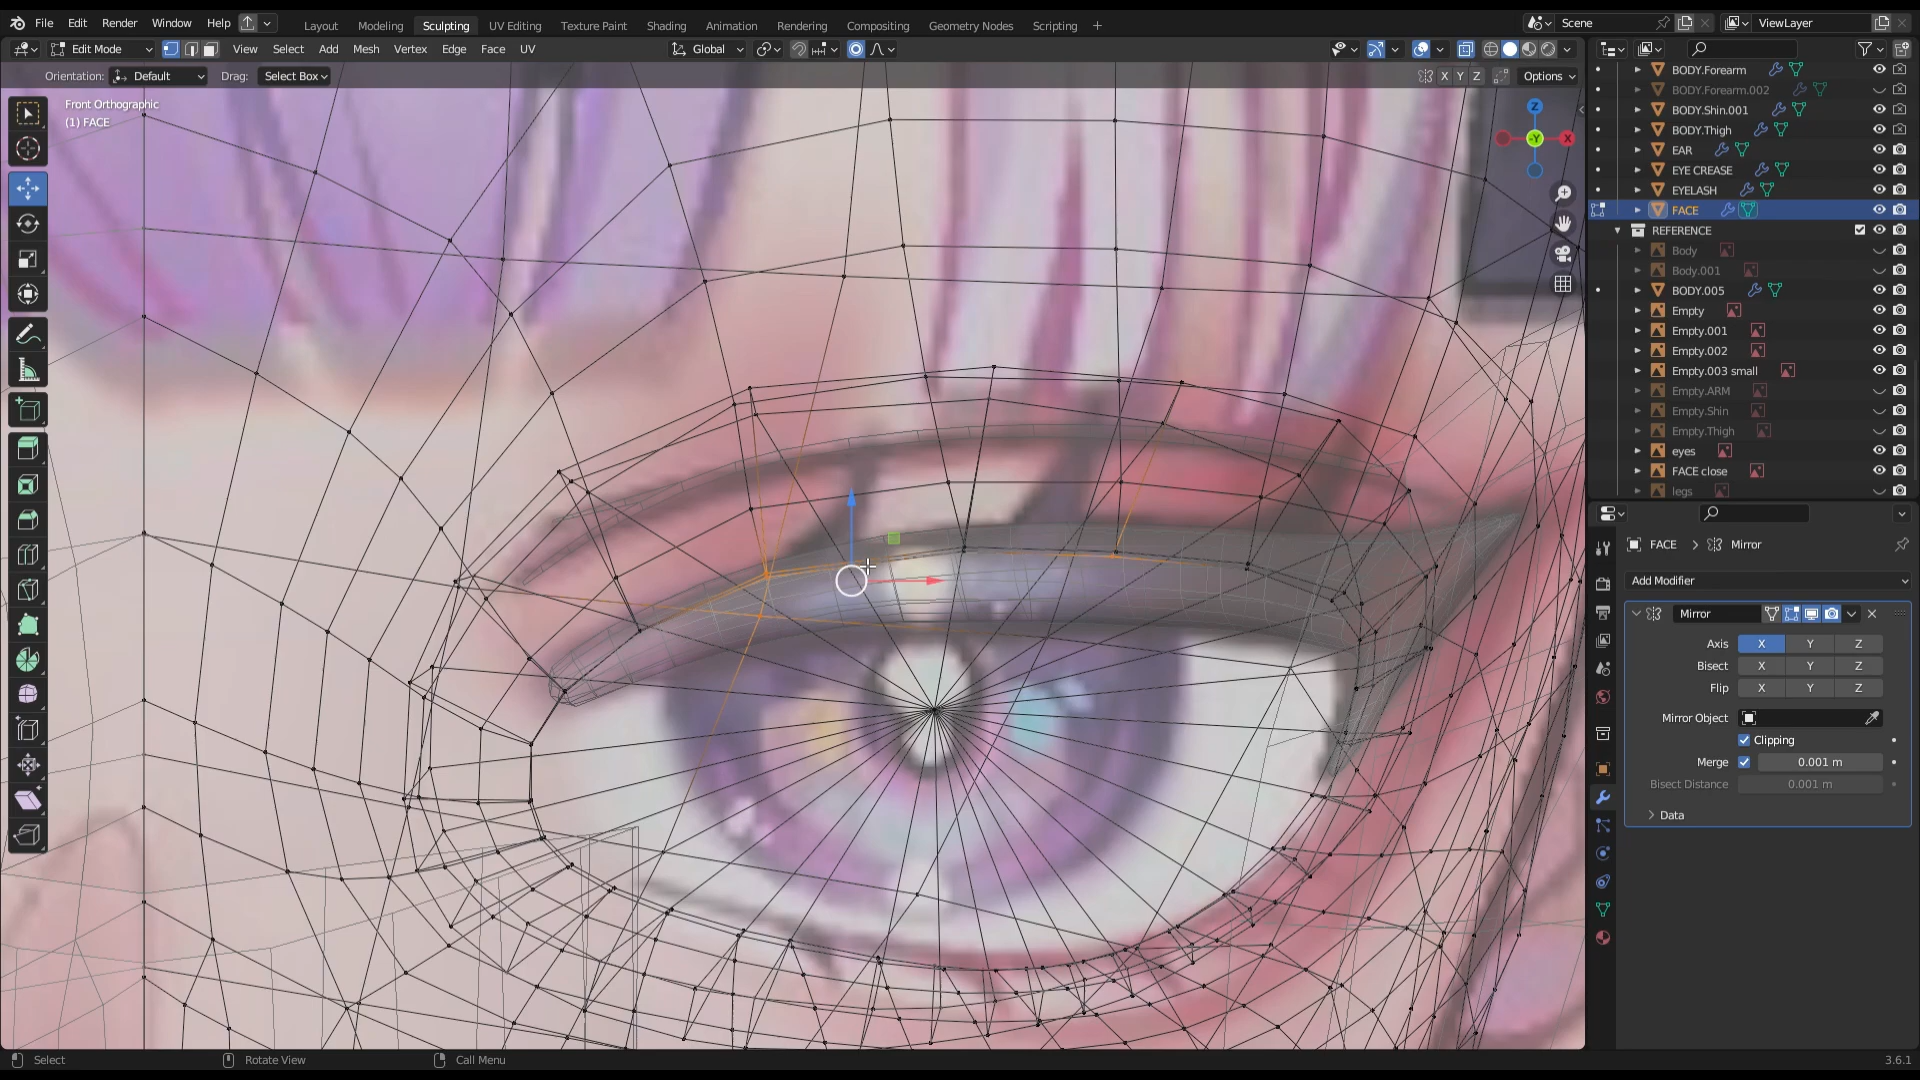 File Edit Render Window Help
Layout Modeling Sculpting UV Editing Texture Paint Shading Animation Rendering Compositing Geometry Nodes Scripting +
Scene
ViewLayer
Edit Mode
View Select Add Mesh Vertex Edge Face UV
Global
Orientation: Default Drag: Select Box
X Y Z
Options
Front Orthographic
(1) FACE
Z
-Y
X
BODY.Forearm
BODY.Forearm.002
BODY.Shin.001
BODY.Thigh
EAR
EYE CREASE
EYELASH
FACE
REFERENCE
Body
Body.001
BODY.005
Empty
Empty.001
Empty.002
Empty.003 small
Empty.ARM
Empty.Shin
Empty.Thigh
eyes
FACE close
legs
FACE > Mirror
Add Modifier
Mirror
Axis X Y Z
Bisect X Y Z
Flip X Y Z
Mirror Object
Clipping
Merge 0.001 m
Bisect Distance 0.001 m
Data
Select Rotate View Call Menu
3.6.1